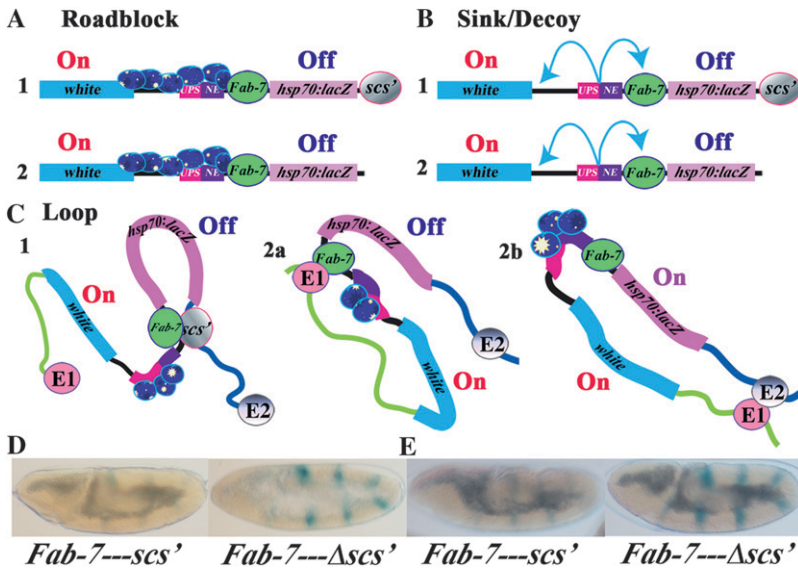 A Roadblock
On Off
1 white UPS NE Fab-7 hsp70:lacZ scs'
On Off
2 white UPS NE Fab-7 hsp70:lacZ
B Sink/Decoy
On Off
1 white UPS NE Fab-7 hsp70:lacZ scs'
On Off
2 white UPS NE Fab-7 hsp70:lacZ
C Loop
1 hsp70:lacZ Off
On
white
Fab-7 scs'
E1
E2
2a hsp70:lacZ Off
Fab-7
E1
E2
white
On
2b
Fab-7
On
hsp70:lacZ
white
On
E2
E1
D
Fab-7---scs' Fab-7---Δscs'
E
Fab-7---scs' Fab-7---Δscs'